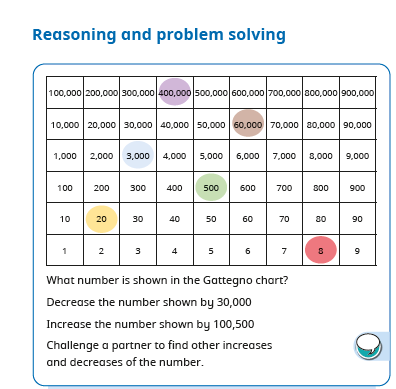 Reasoning and problem solving
100,000 200,000 300,000 400,000 500,000 600,000 700,000 800,000 900,000
10,000 20,000 30,000 40,000 50,000 60,000 70,000 80,000 90,000
1,000 2,000 3,000 4,000 5,000 6,000 7,000 8,000 9,000
100 200 300 400 500 600 700 800 900
10 20 30 40 50 60 70 80 90
1 2 3 4 5 6 7 8 9
What number is shown in the Gattegno chart?
Decrease the number shown by 30,000
Increase the number shown by 100,500
Challenge a partner to find other increases
and decreases of the number.